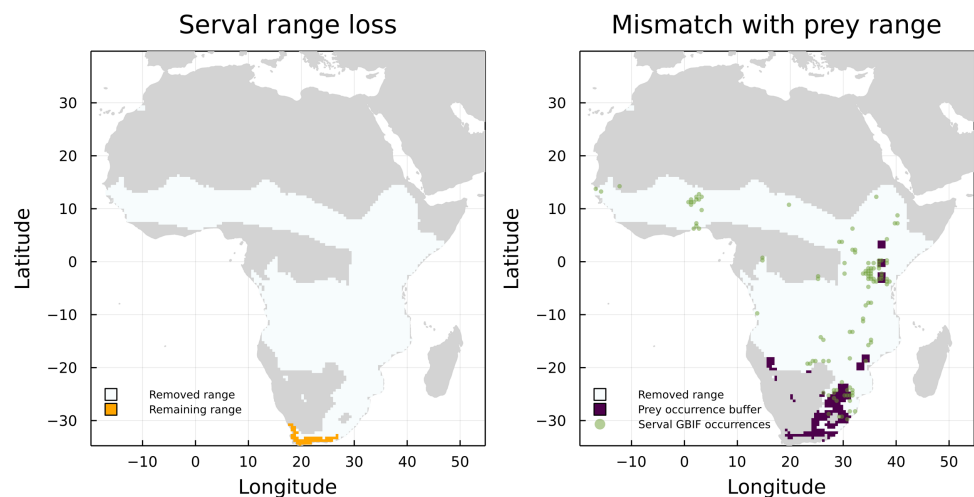 Serval range loss
Latitude
30
20
10
0
−10
−20
−30
Removed range
Remaining range
−10
0
10
20
30
40
50
Longitude
Mismatch with prey range
Latitude
30
20
10
0
−10
−20
−30
Removed range
Prey occurrence buffer
Serval GBIF occurrences
−10
0
10
20
30
40
50
Longitude